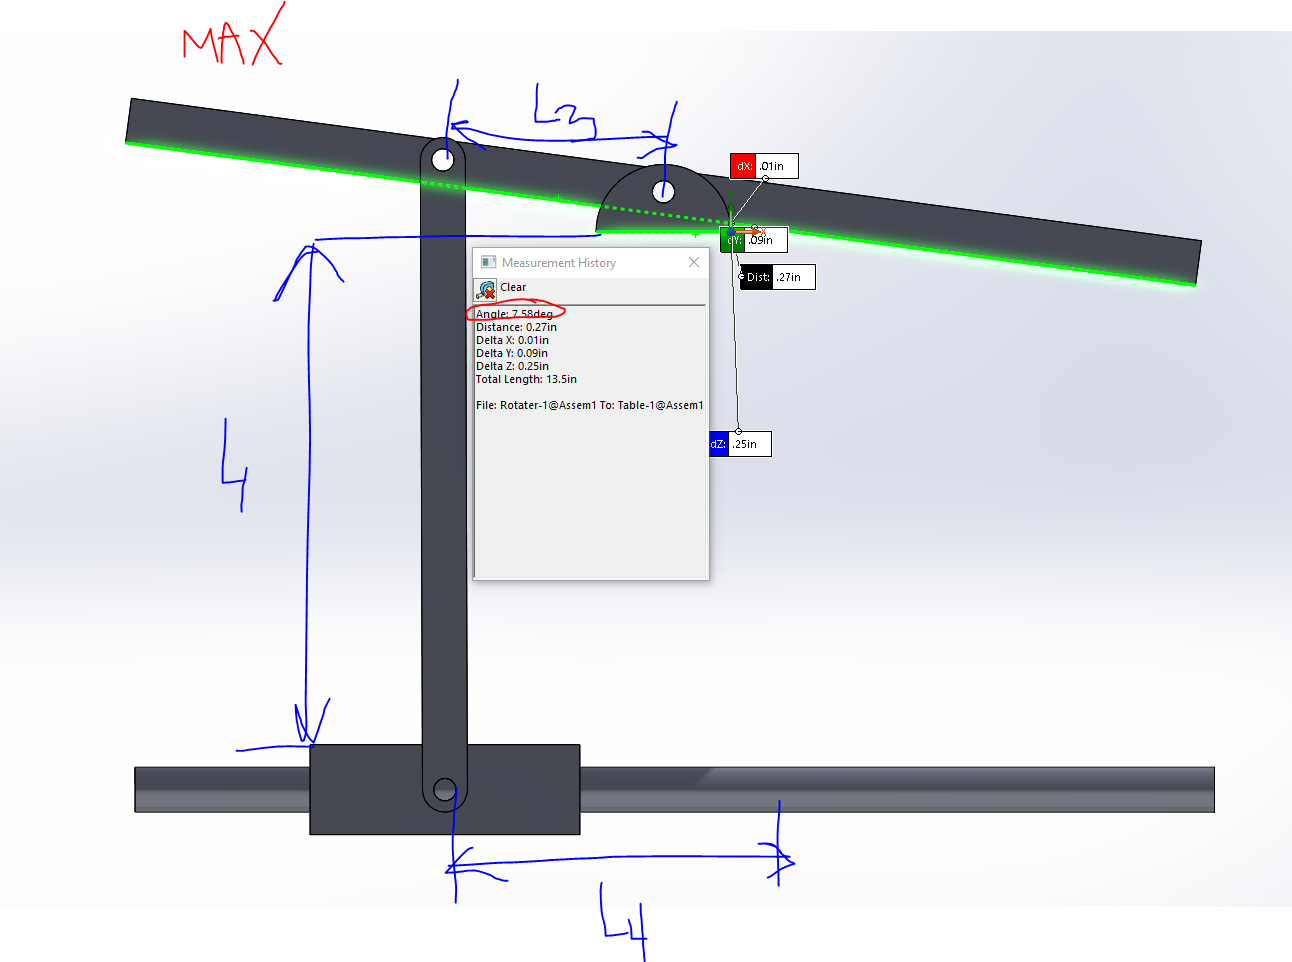 MAX
L3
dX: .01in
dY: .09in
Measurement History
Dist: .27in
Clear
Angle: 7.58deg
Distance: 0.27in
Delta X: 0.01in
Delta Y: 0.09in
Delta Z: 0.25in
Total Length: 13.5in
File: Rotater-1@Assem1 To: Table-1@Assem1
dZ: .25in
L4